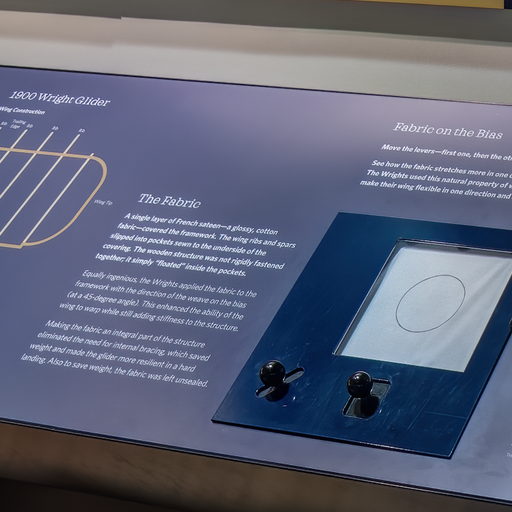 1900 Wright Glider
Wing Construction
Rib
Trailing
Edge
Rib
Rib
Rib
Wing Tip
The Fabric
A single layer of French sateen—a glossy, cotton
fabric—covered the framework. The wing ribs and spars
slipped into pockets sewn to the underside of the
covering. The wooden structure was not rigidly fastened
together; it simply "floated" inside the pockets.
Equally ingenious, the Wrights applied the fabric to the
framework with the direction of the weave on the bias
(at a 45-degree angle). This enhanced the ability of the
wing to warp while still adding stiffness to the structure.
Making the fabric an integral part of the structure
eliminated the need for internal bracing, which saved
weight and made the glider more resilient in a hard
landing. Also to save weight, the fabric was left unsealed.
Fabric on the Bias
Move the levers—first one, then the
See how the fabric stretches more in one
The Wrights used this natural property of
make their wing flexible in one direction and